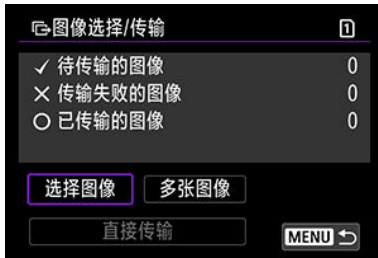 图像选择/传输 1
待传输的图像 0
传输失败的图像 0
已传输的图像 0
选择图像 多张图像
直接传输 MENU